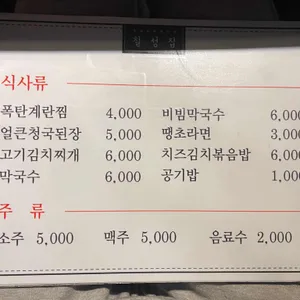 칠성집
식사류
폭탄계란찜 4,000 비빔막국수 6,000
얼큰청국된장 5,000 땡초라면 3,000
고기김치찌개 6,000 치즈김치볶음밥 6,000
막국수 6,000 공기밥 1,000
주 류
소주 5,000 맥주 5,000 음료수 2,000